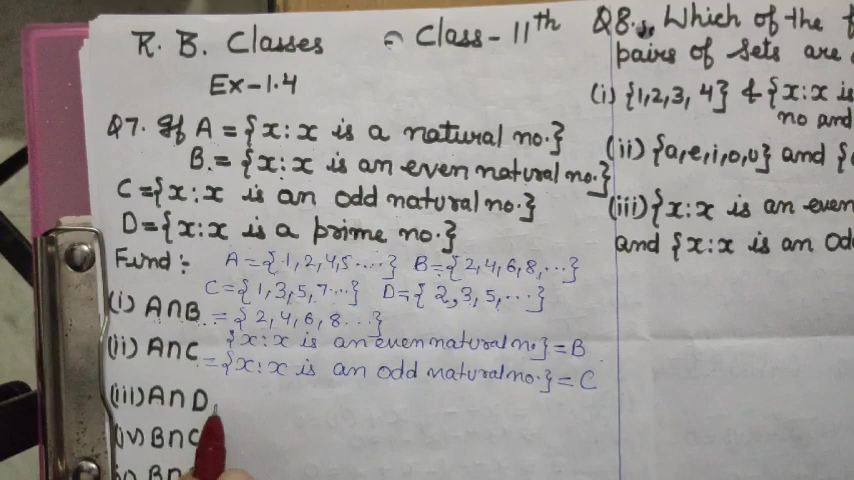 R. B. Classes
Class - 11th
Ex - 1.4
Q7. If A = {x : x is a natural no.}
B. = {x : x is an even natural no.}
C = {x : x is an odd natural no.}
D = {x : x is a prime no.}
Find :- A = {1, 2, 4, 5 .....} B = {2, 4, 6, 8, ...}
C = {1, 3, 5, 7 ...} D = {2, 3, 5, ...}
(i) A∩B = {2, 4, 6, 8 ...}
{x : x is an even natural no.} = B
(ii) A∩C = {x : x is an odd natural no.} = C
(iii) A∩D
(iv) B∩C
Q8. Which of the
pairs of sets are
(i) {1, 2, 3, 4} & {x : x is
no and
(ii) {a, e, i, o, u} and {
(iii) {x : x is an even
and {x : x is an